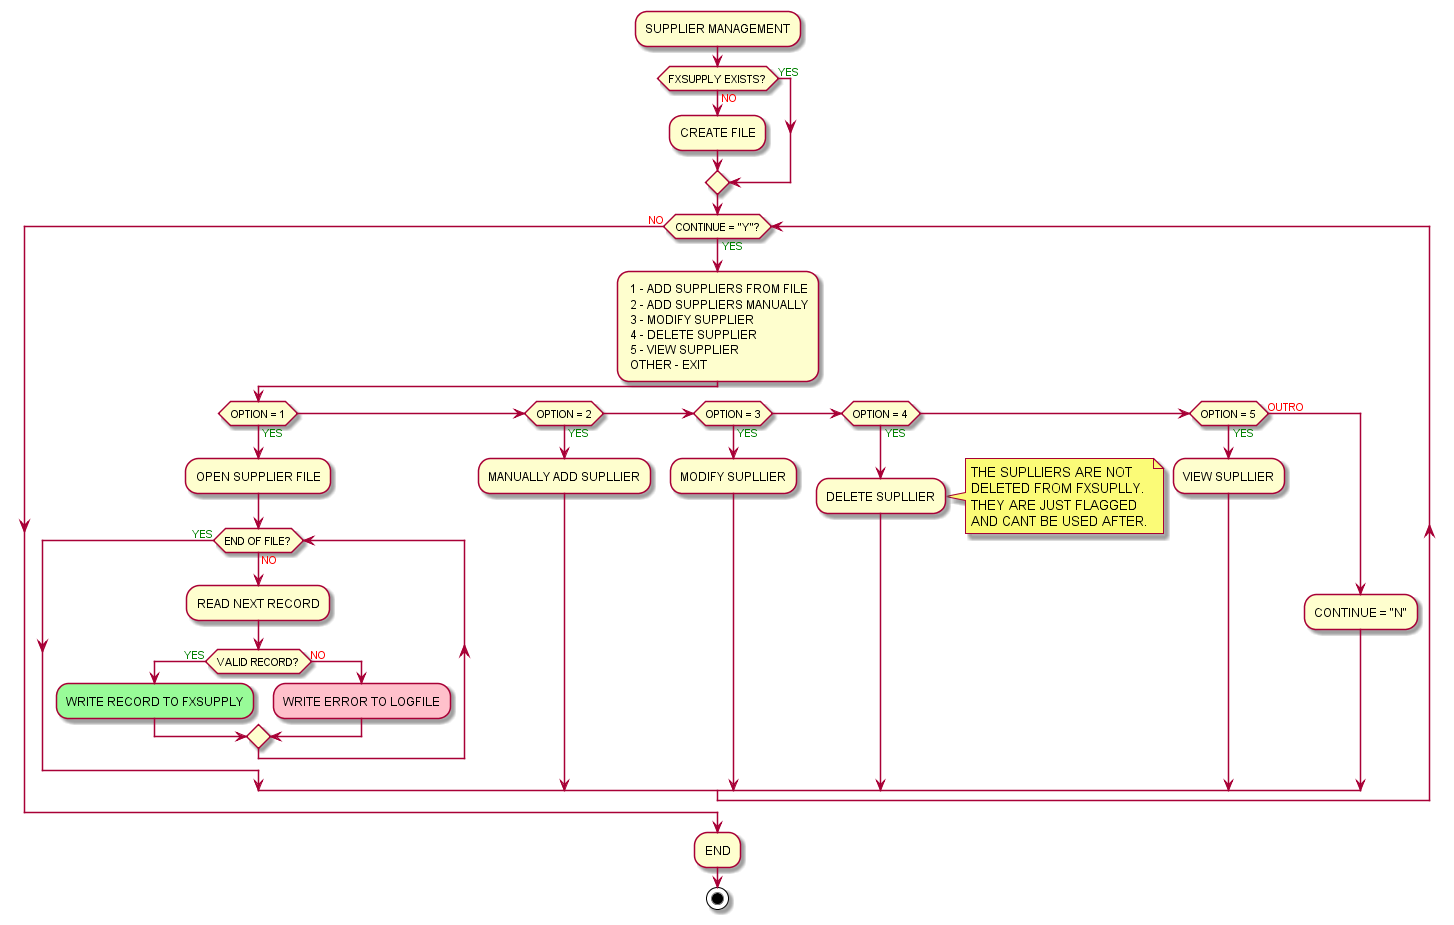 SUPPLIER MANAGEMENT
FXSUPPLY EXISTS?
YES
NO
CREATE FILE
NO
CONTINUE = "Y"?
YES
1 - ADD SUPPLIERS FROM FILE
2 - ADD SUPPLIERS MANUALLY
3 - MODIFY SUPPLIER
4 - DELETE SUPPLIER
5 - VIEW SUPPLIER
OTHER - EXIT
OPTION = 1
YES
OPTION = 2
YES
OPTION = 3
YES
OPTION = 4
YES
OPTION = 5
YES
OUTRO
OPEN SUPPLIER FILE
MANUALLY ADD SUPLLIER
MODIFY SUPLLIER
DELETE SUPLLIER
THE SUPLLIERS ARE NOT
DELETED FROM FXSUPLLY.
THEY ARE JUST FLAGGED
AND CANT BE USED AFTER.
VIEW SUPLLIER
YES
END OF FILE?
NO
READ NEXT RECORD
CONTINUE = "N"
YES
VALID RECORD?
NO
WRITE RECORD TO FXSUPPLY
WRITE ERROR TO LOGFILE
END